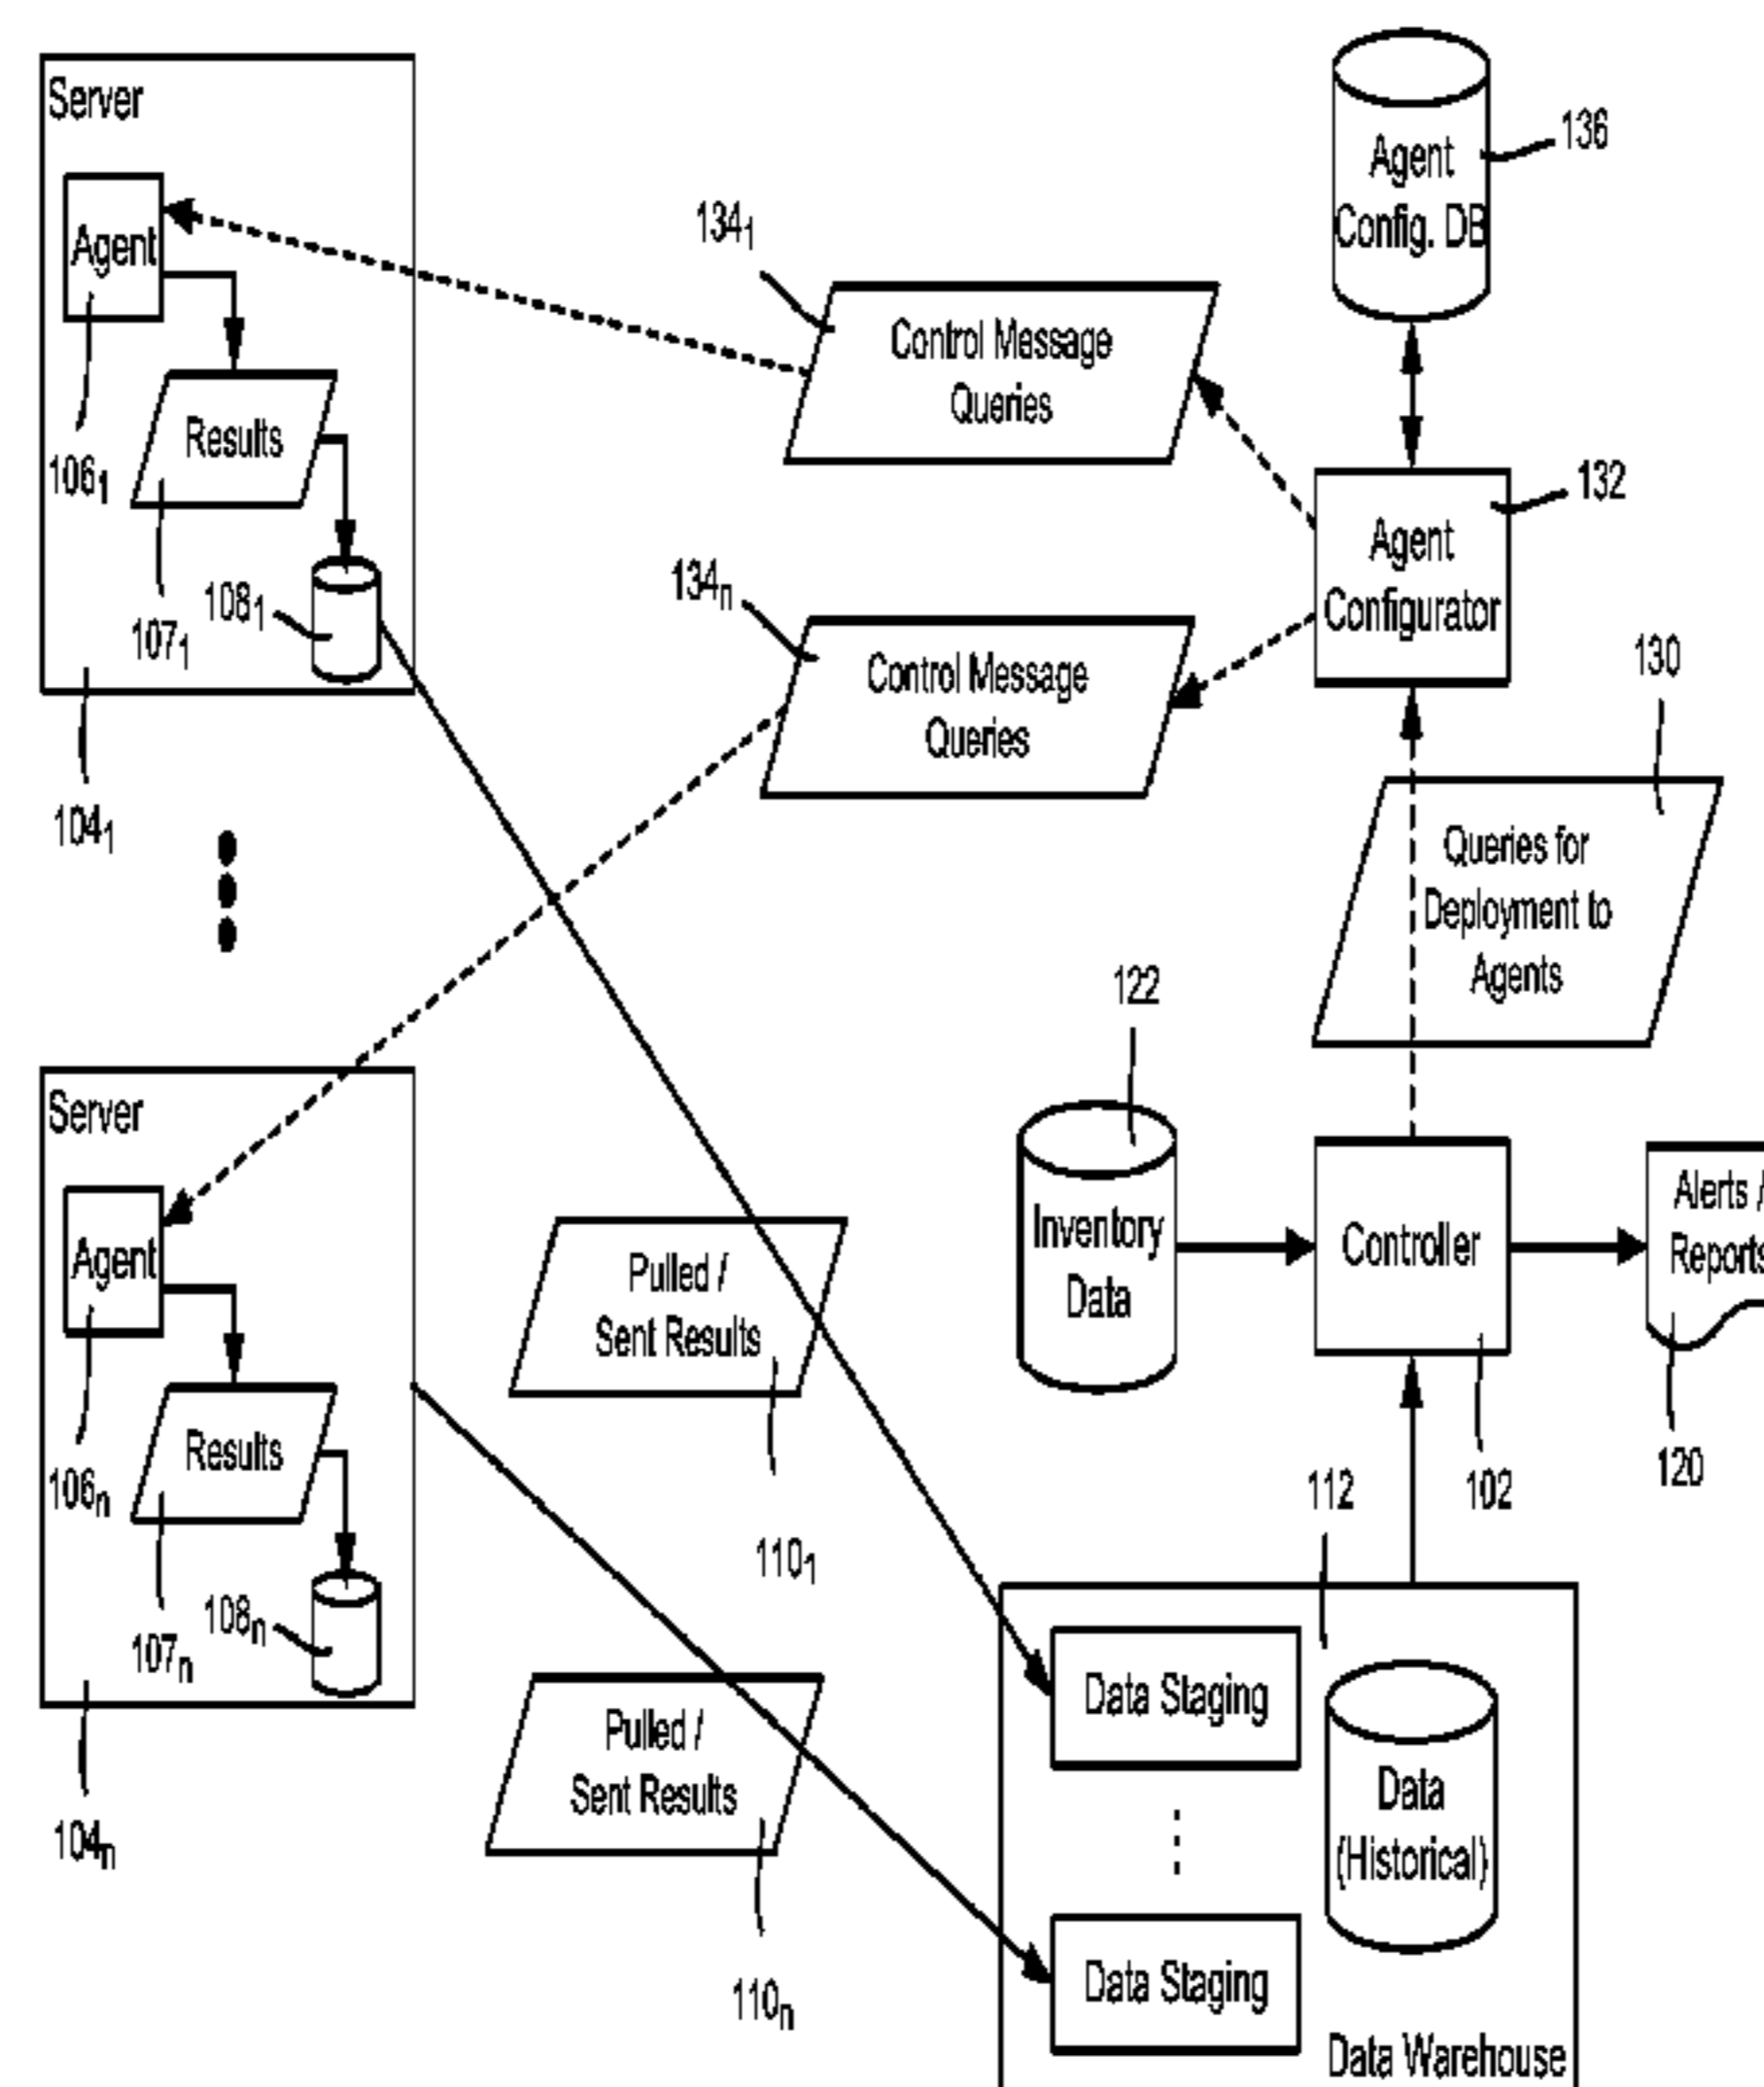 Server
Agent
Results
106₁
107₁
108₁
104₁
134₁
Control Message
Queries
134ₙ
Control Message
Queries
Agent
Config. DB
136
Agent
Configurator
132
130
Queries for
Deployment to
Agents
Server
Agent
Results
106ₙ
107ₙ
108ₙ
104ₙ
122
Inventory
Data
Controller
102
Alerts /
Reports
120
Pulled /
Sent Results
110₁
Pulled /
Sent Results
110ₙ
112
Data Staging
Data
(Historical)
Data Staging
Data Warehouse